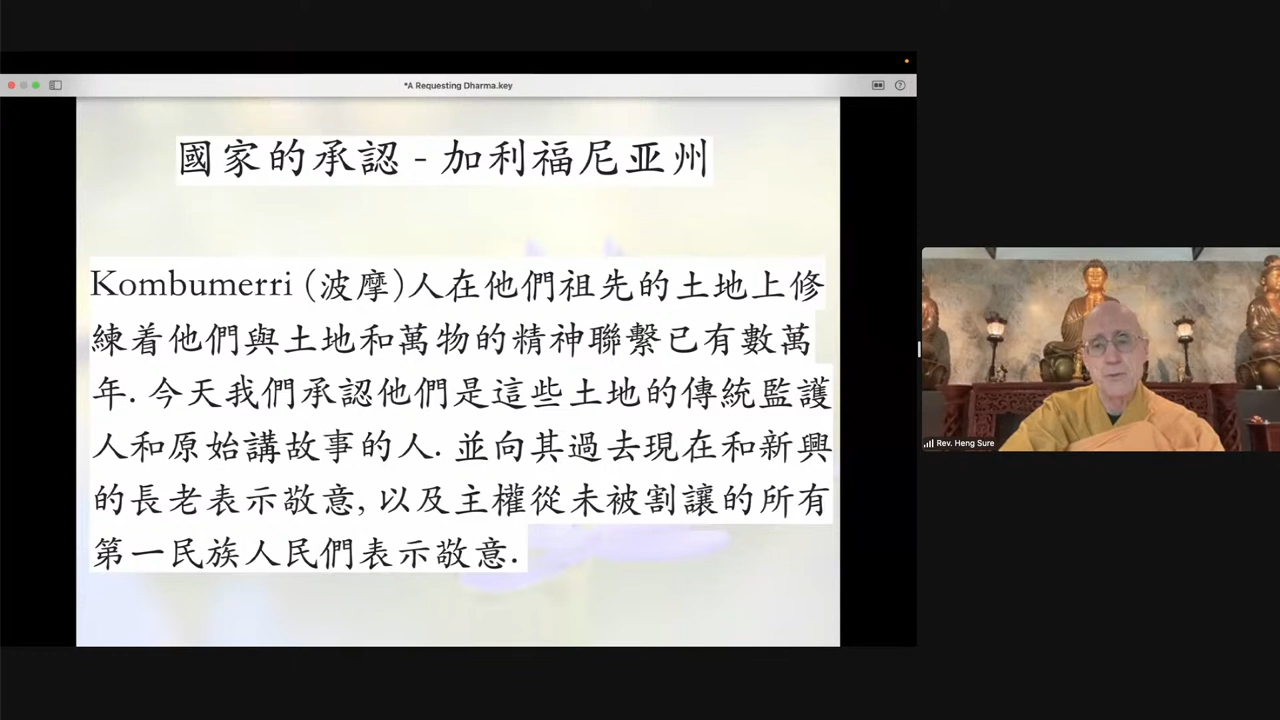 *A Requesting Dharma.key
國家的承認 - 加利福尼亚州
Kombumerri (波摩)人在他們祖先的土地上修
練着他們與土地和萬物的精神聯繫已有數萬
年. 今天我們承認他們是這些土地的傳統監護
人和原始講故事的人. 並向其過去現在和新興
的長老表示敬意, 以及主權從未被割讓的所有
第一民族人民們表示敬意.
Rev. Heng Sure